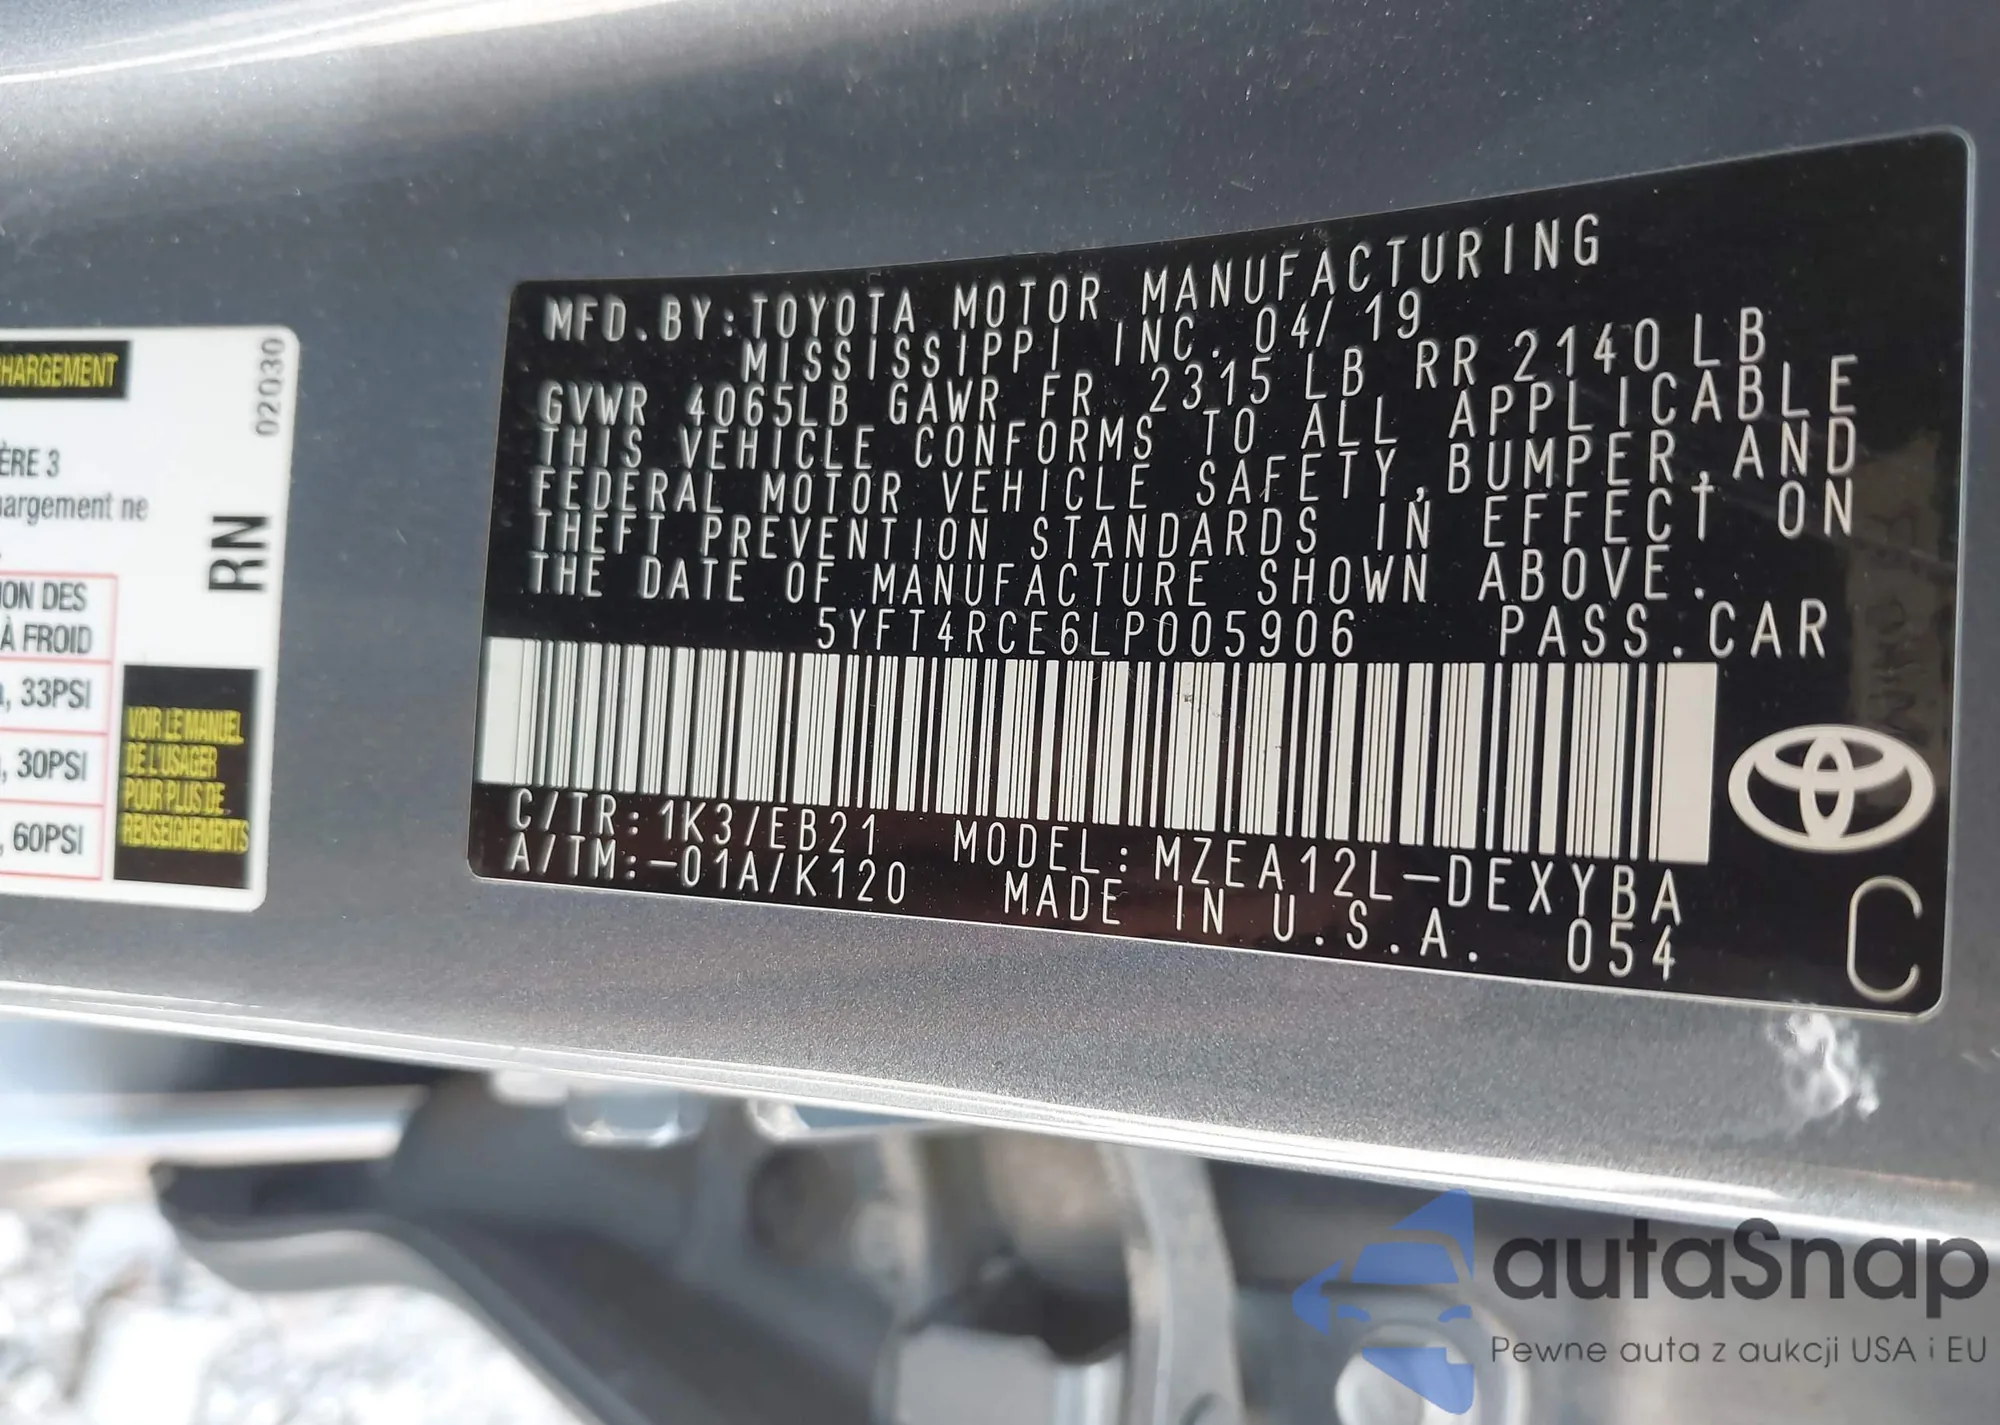 HARGEMENT
02030
ÈRE 3
argement ne
RN
ION DES
À FROID
, 33PSI
, 30PSI
, 60PSI
VOIR LE MANUEL
DE L'USAGER
POUR PLUS DE
RENSEIGNEMENTS
MFD.BY:TOYOTA MOTOR MANUFACTURING
MISSISSIPPI INC. 04/19
GVWR 4065LB GAWR FR 2315LB RR 2140LB
THIS VEHICLE CONFORMS TO ALL APPLICABLE
FEDERAL MOTOR VEHICLE SAFETY,BUMPER,AND
THEFT PREVENTION STANDARDS IN EFFECT ON
THE DATE OF MANUFACTURE SHOWN ABOVE.
5YFT4RCE6LP005906 PASS.CAR
C/TR:1K3/EB21 MODEL:MZEA12L-DEXYBA
A/TM:-01A/K120 MADE IN U.S.A. 054
C
autaSnap
Pewne auta z aukcji USA i EU